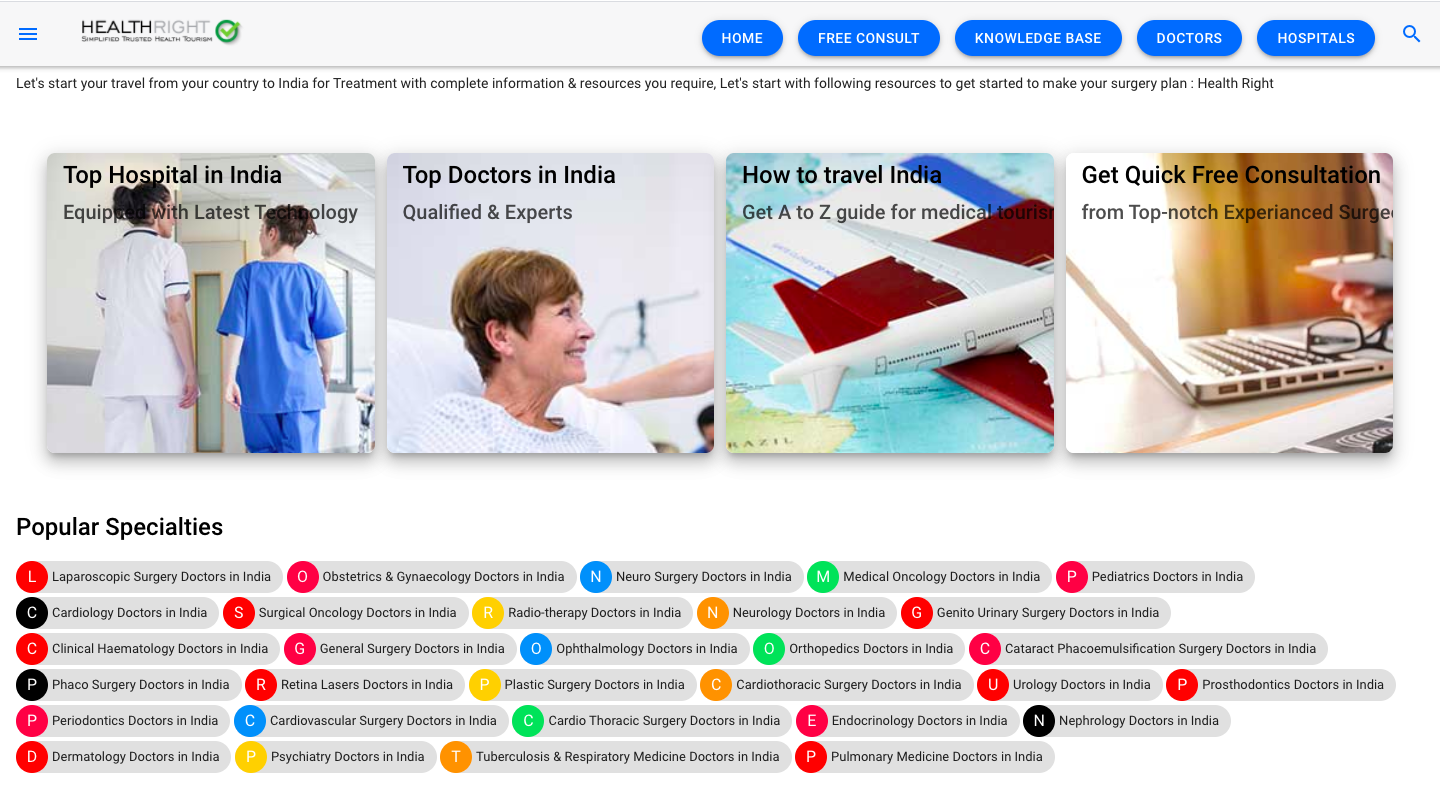 HEALTHRIGHT
SIMPLIFIED TRUSTED HEALTH TOURISM
HOME
FREE CONSULT
KNOWLEDGE BASE
DOCTORS
HOSPITALS
Let's start your travel from your country to India for Treatment with complete information & resources you require, Let's start with following resources to get started to make your surgery plan : Health Right
Top Hospital in India
Equipped with Latest Technology
Top Doctors in India
Qualified & Experts
How to travel India
Get A to Z guide for medical
Get Quick Free Consultation
from Top-notch Experianced
RAZIL
Popular Specialties
L Laparoscopic Surgery Doctors in India O Obstetrics & Gynaecology Doctors in India N Neuro Surgery Doctors in India M Medical Oncology Doctors in India P Pediatrics Doctors in India
C Cardiology Doctors in India S Surgical Oncology Doctors in India R Radio-therapy Doctors in India N Neurology Doctors in India G Genito Urinary Surgery Doctors in India
C Clinical Haematology Doctors in India G General Surgery Doctors in India O Ophthalmology Doctors in India O Orthopedics Doctors in India C Cataract Phacoemulsification Surgery Doctors in India
P Phaco Surgery Doctors in India R Retina Lasers Doctors in India P Plastic Surgery Doctors in India C Cardiothoracic Surgery Doctors in India U Urology Doctors in India P Prosthodontics Doctors in India
P Periodontics Doctors in India C Cardiovascular Surgery Doctors in India C Cardio Thoracic Surgery Doctors in India E Endocrinology Doctors in India N Nephrology Doctors in India
D Dermatology Doctors in India P Psychiatry Doctors in India T Tuberculosis & Respiratory Medicine Doctors in India P Pulmonary Medicine Doctors in India